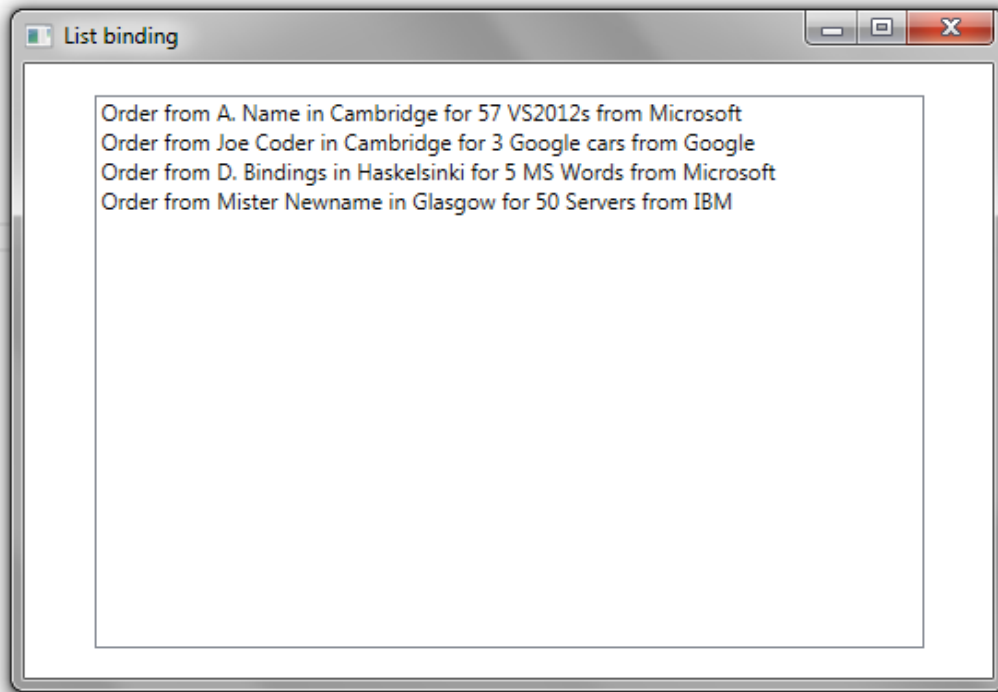 List binding
Order from A. Name in Cambridge for 57 VS2012s from Microsoft
Order from Joe Coder in Cambridge for 3 Google cars from Google
Order from D. Bindings in Haskelsinki for 5 MS Words from Microsoft
Order from Mister Newname in Glasgow for 50 Servers from IBM